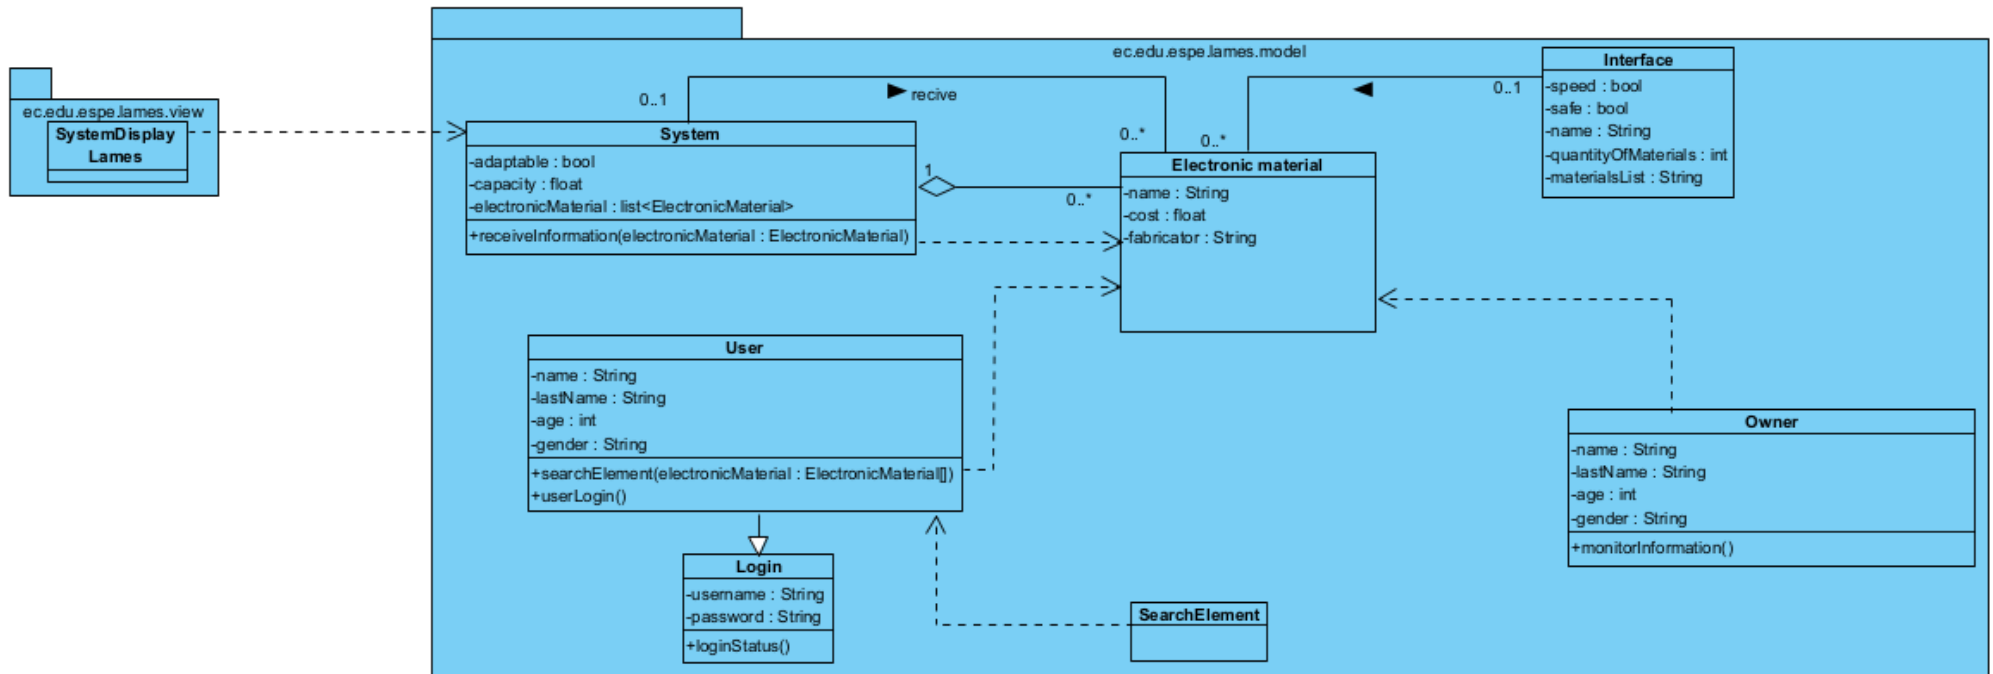 ec.edu.espe.lames.view
SystemDisplay
Lames
ec.edu.espe.lames.model
0..1
recive
0..*
System
-adaptable : bool
-capacity : float
-electronicMaterial : list<ElectronicMaterial>
+receiveInformation(electronicMaterial : ElectronicMaterial)
1
0..*
0..*
0..1
Electronic material
-name : String
-cost : float
-fabricator : String
Interface
-speed : bool
-safe : bool
-name : String
-quantityOfMaterials : int
-materialsList : String
User
-name : String
-lastName : String
-age : int
-gender : String
+searchElement(electronicMaterial : ElectronicMaterial[])
+userLogin()
Owner
-name : String
-lastName : String
-age : int
-gender : String
+monitorInformation()
Login
-username : String
-password : String
+loginStatus()
SearchElement